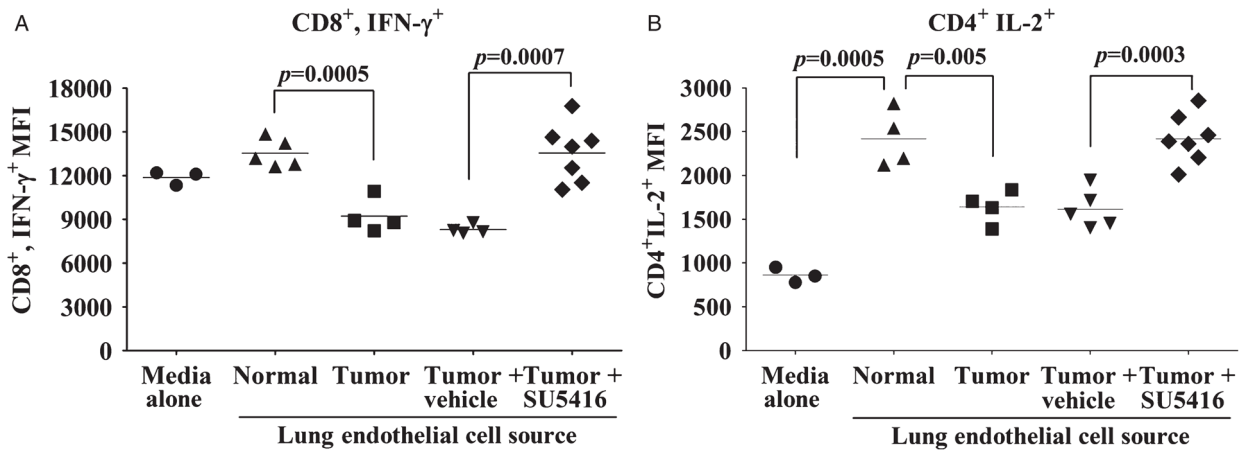 A
CD8⁺, IFN-γ⁺
p=0.0005
p=0.0007
CD8⁺, IFN-γ⁺ MFI
18000
15000
12000
9000
6000
3000
0
Media alone
Normal
Tumor
Tumor + vehicle
Tumor + SU5416
Lung endothelial cell source
B
CD4⁺ IL-2⁺
p=0.0005
p=0.005
p=0.0003
CD4⁺IL-2⁺ MFI
3000
2500
2000
1500
1000
500
0
Media alone
Normal
Tumor
Tumor + vehicle
Tumor + SU5416
Lung endothelial cell source